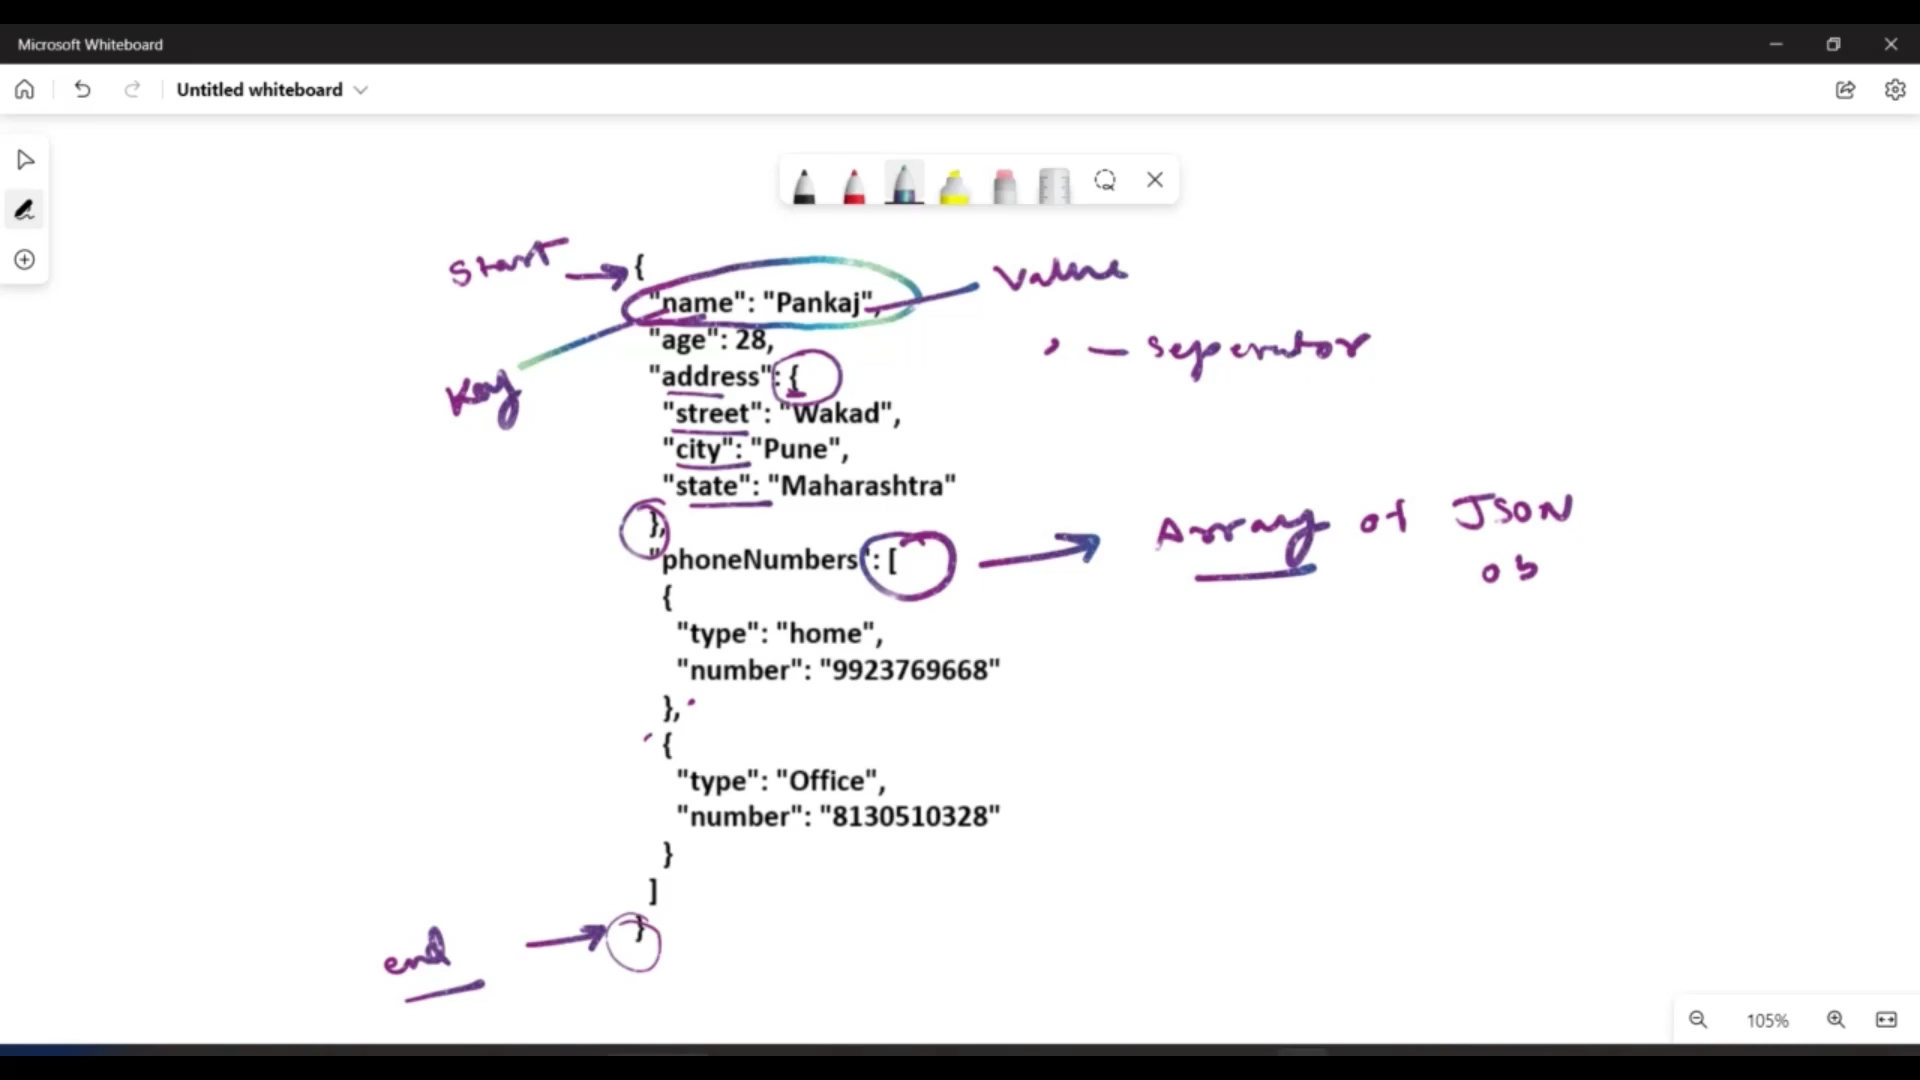 Microsoft Whiteboard
Untitled whiteboard
Start
{
"name": "Pankaj",
Value
"age": 28,
, - Seperator
"address": {
Key
"street": "Wakad",
"city": "Pune",
"state": "Maharashtra"
},
"phoneNumbers": [
Array of JSON
ob
{
"type": "home",
"number": "9923769668"
},
{
"type": "Office",
"number": "8130510328"
}
]
}
end
105%